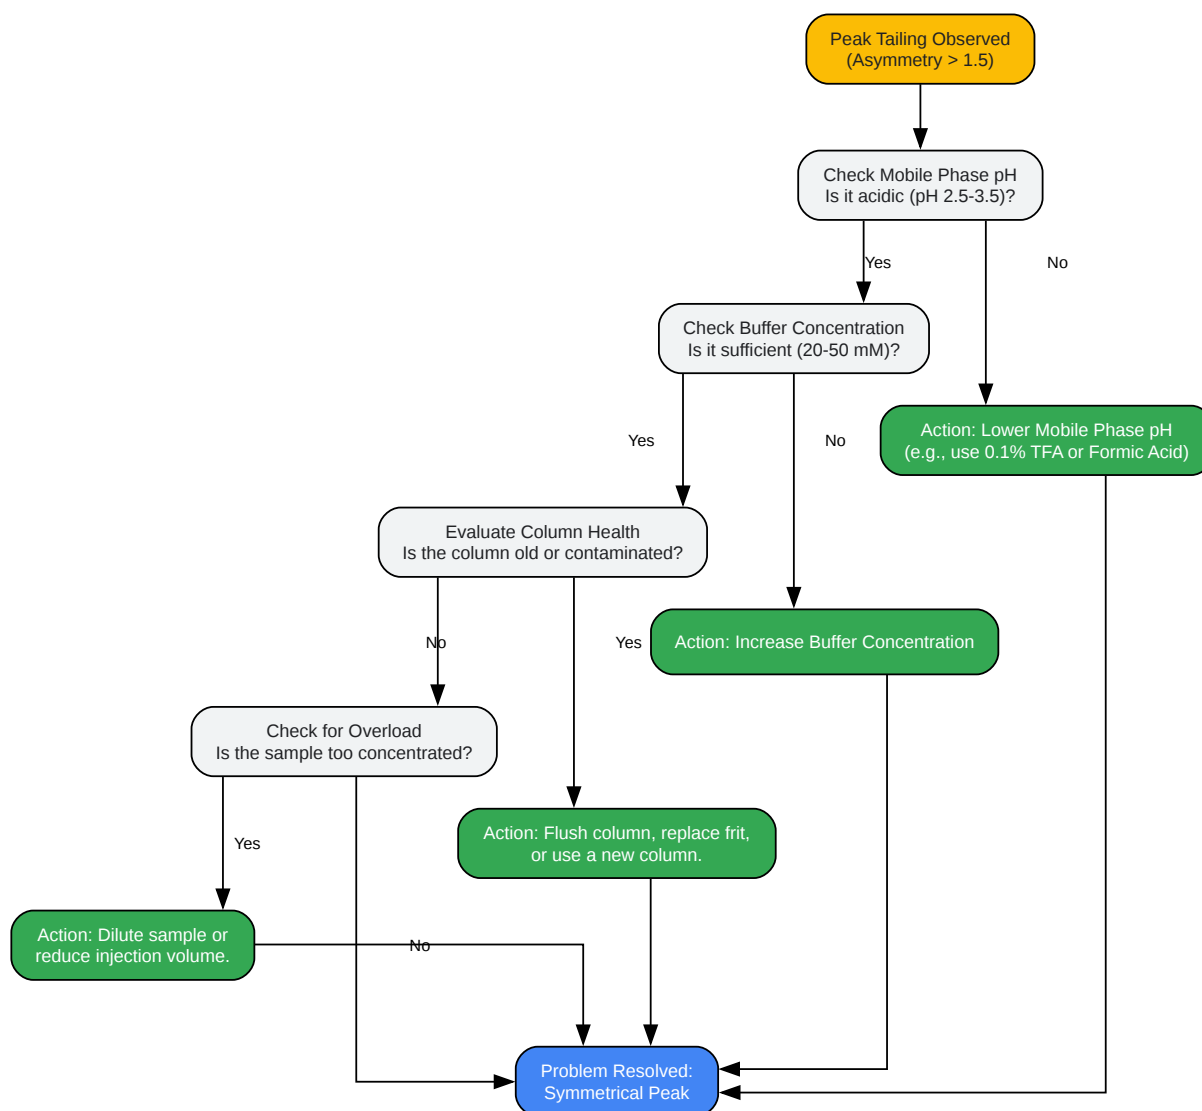 Peak Tailing Observed
(Asymmetry > 1.5)
Check Mobile Phase pH
Is it acidic (pH 2.5-3.5)?
Yes
No
Check Buffer Concentration
Is it sufficient (20-50 mM)?
Yes
No
Action: Lower Mobile Phase pH
(e.g., use 0.1% TFA or Formic Acid)
Evaluate Column Health
Is the column old or contaminated?
No
Yes
Action: Increase Buffer Concentration
Check for Overload
Is the sample too concentrated?
Yes
Action: Flush column, replace frit,
or use a new column.
Action: Dilute sample or
reduce injection volume.
No
Problem Resolved:
Symmetrical Peak